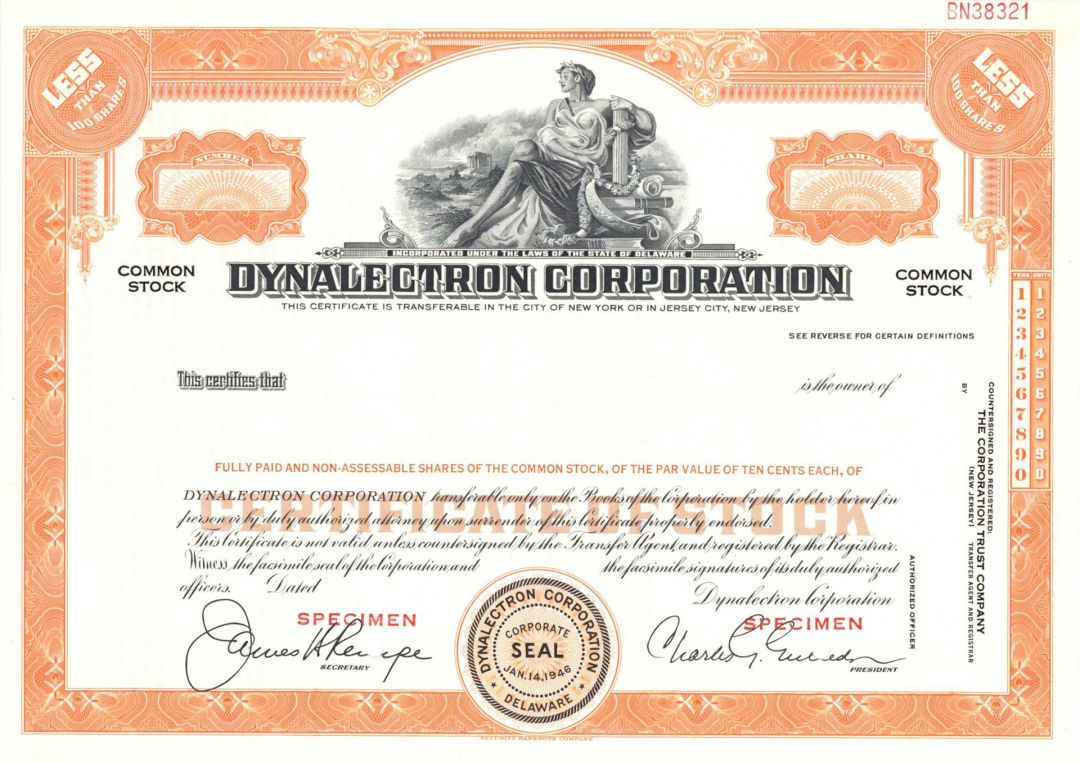 BN38321
LESS
THAN
100 SHARES
LESS
THAN
100 SHARES
NUMBER
SHARES
INCORPORATED UNDER THE LAWS OF THE STATE OF DELAWARE
COMMON
STOCK
DYNALECTRON CORPORATION
COMMON
STOCK
THIS CERTIFICATE IS TRANSFERABLE IN THE CITY OF NEW YORK OR IN JERSEY CITY, NEW JERSEY
SEE REVERSE FOR CERTAIN DEFINITIONS
TENS UNITS
1 1
2 2
3 3
4 4
5 5
6 6
7 7
8 8
9 9
0 0
This certifies that
is the owner of
FULLY PAID AND NON-ASSESSABLE SHARES OF THE COMMON STOCK, OF THE PAR VALUE OF TEN CENTS EACH, OF
CERTIFICATE OF STOCK
DYNALECTRON CORPORATION transferable only on the Books of the Corporation by the holder hereof in
person or by duly authorized attorney upon surrender of this Certificate properly endorsed.
This Certificate is not valid unless countersigned by the Transfer Agent and registered by the Registrar.
Witness the facsimile seal of the Corporation and the facsimile signatures of its duly authorized
officers. Dated
Dynalectron Corporation
SPECIMEN
SPECIMEN
SECRETARY
PRESIDENT
DYNALECTRON CORPORATION
CORPORATE
SEAL
JAN. 14, 1946
DELAWARE
COUNTERSIGNED AND REGISTERED:
THE CORPORATION TRUST COMPANY
(NEW JERSEY) TRANSFER AGENT AND REGISTRAR
BY
AUTHORIZED OFFICER
SECURITY BANKNOTE COMPANY